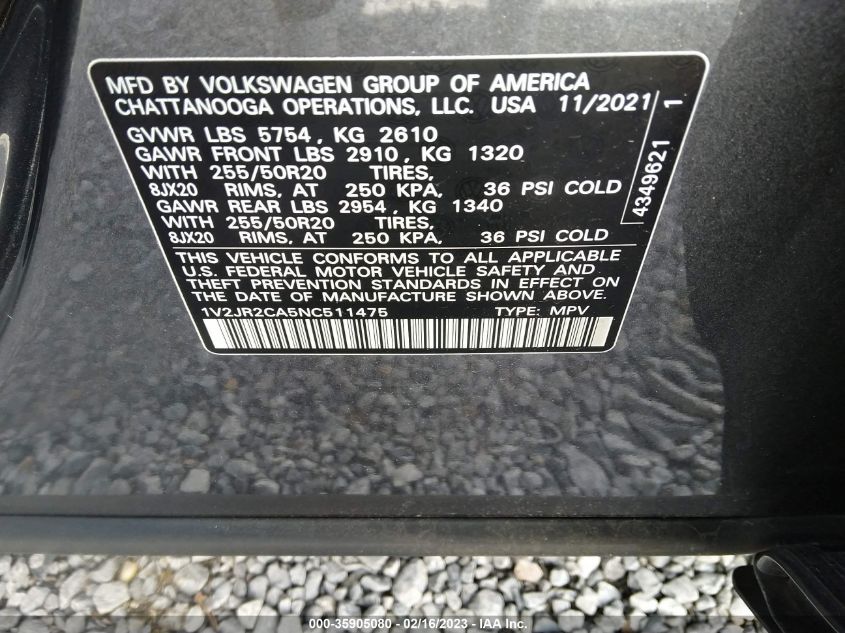 MFD BY VOLKSWAGEN GROUP OF AMERICA
CHATTANOOGA OPERATIONS, LLC. USA 11/2021
GVWR LBS 5754, KG 2610
GAWR FRONT LBS 2910, KG 1320
WITH 255/50R20 TIRES,
8JX20 RIMS, AT 250 KPA, 36 PSI COLD
GAWR REAR LBS 2954, KG 1340
WITH 255/50R20 TIRES,
8JX20 RIMS, AT 250 KPA, 36 PSI COLD
THIS VEHICLE CONFORMS TO ALL APPLICABLE
U.S. FEDERAL MOTOR VEHICLE SAFETY AND
THEFT PREVENTION STANDARDS IN EFFECT ON
THE DATE OF MANUFACTURE SHOWN ABOVE.
1V2JR2CA5NC511475 TYPE: MPV
4349621 1
000-35905080 - 02/16/2023 - IAA Inc.